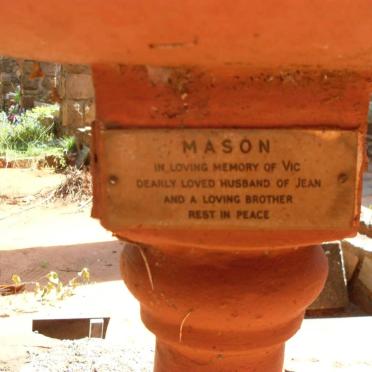 MASON
IN LOVING MEMORY OF VIC
DEARLY LOVED HUSBAND OF JEAN
AND A LOVING BROTHER
REST IN PEACE